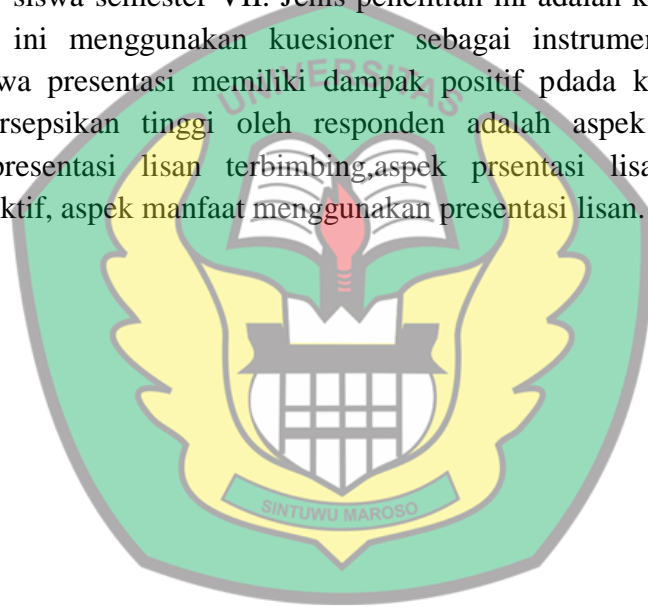 siswa semester VII. Jenis penelitian ini adalah k
ini menggunakan kuesioner sebagai instrumen
wa presentasi memiliki dampak positif pdada k
rsepsikan tinggi oleh responden adalah aspek
presentasi lisan terbimbing,aspek prsentasi lisa
ktif, aspek manfaat menggunakan presentasi lisan.
UNIVERSITAS
SINTUWU MAROSO